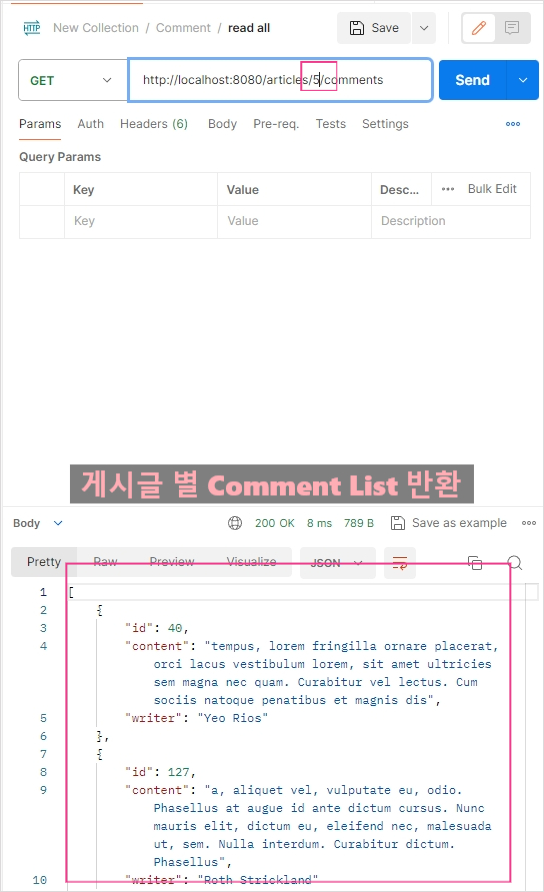 HTTP New Collection / Comment / read all Save
GET http://localhost:8080/articles/5/comments Send
Params Auth Headers (6) Body Pre-req. Tests Settings
Query Params
Key Value Desc... Bulk Edit
Key Value Description
게시글 별 Comment List 반환
Body 200 OK 8 ms 789 B Save as example
Pretty Raw Preview Visualize JSON
1 [
2 {
3 "id": 40,
4 "content": "tempus, lorem fringilla ornare placerat,
orci lacus vestibulum lorem, sit amet ultricies
sem magna nec quam. Curabitur vel lectus. Cum
sociis natoque penatibus et magnis dis",
5 "writer": "Yeo Rios"
6 },
7 {
8 "id": 127,
9 "content": "a, aliquet vel, vulputate eu, odio.
Phasellus at augue id ante dictum cursus. Nunc
mauris elit, dictum eu, eleifend nec, malesuada
ut, sem. Nulla interdum. Curabitur dictum.
Phasellus",
10 "writer": "Roth Strickland"